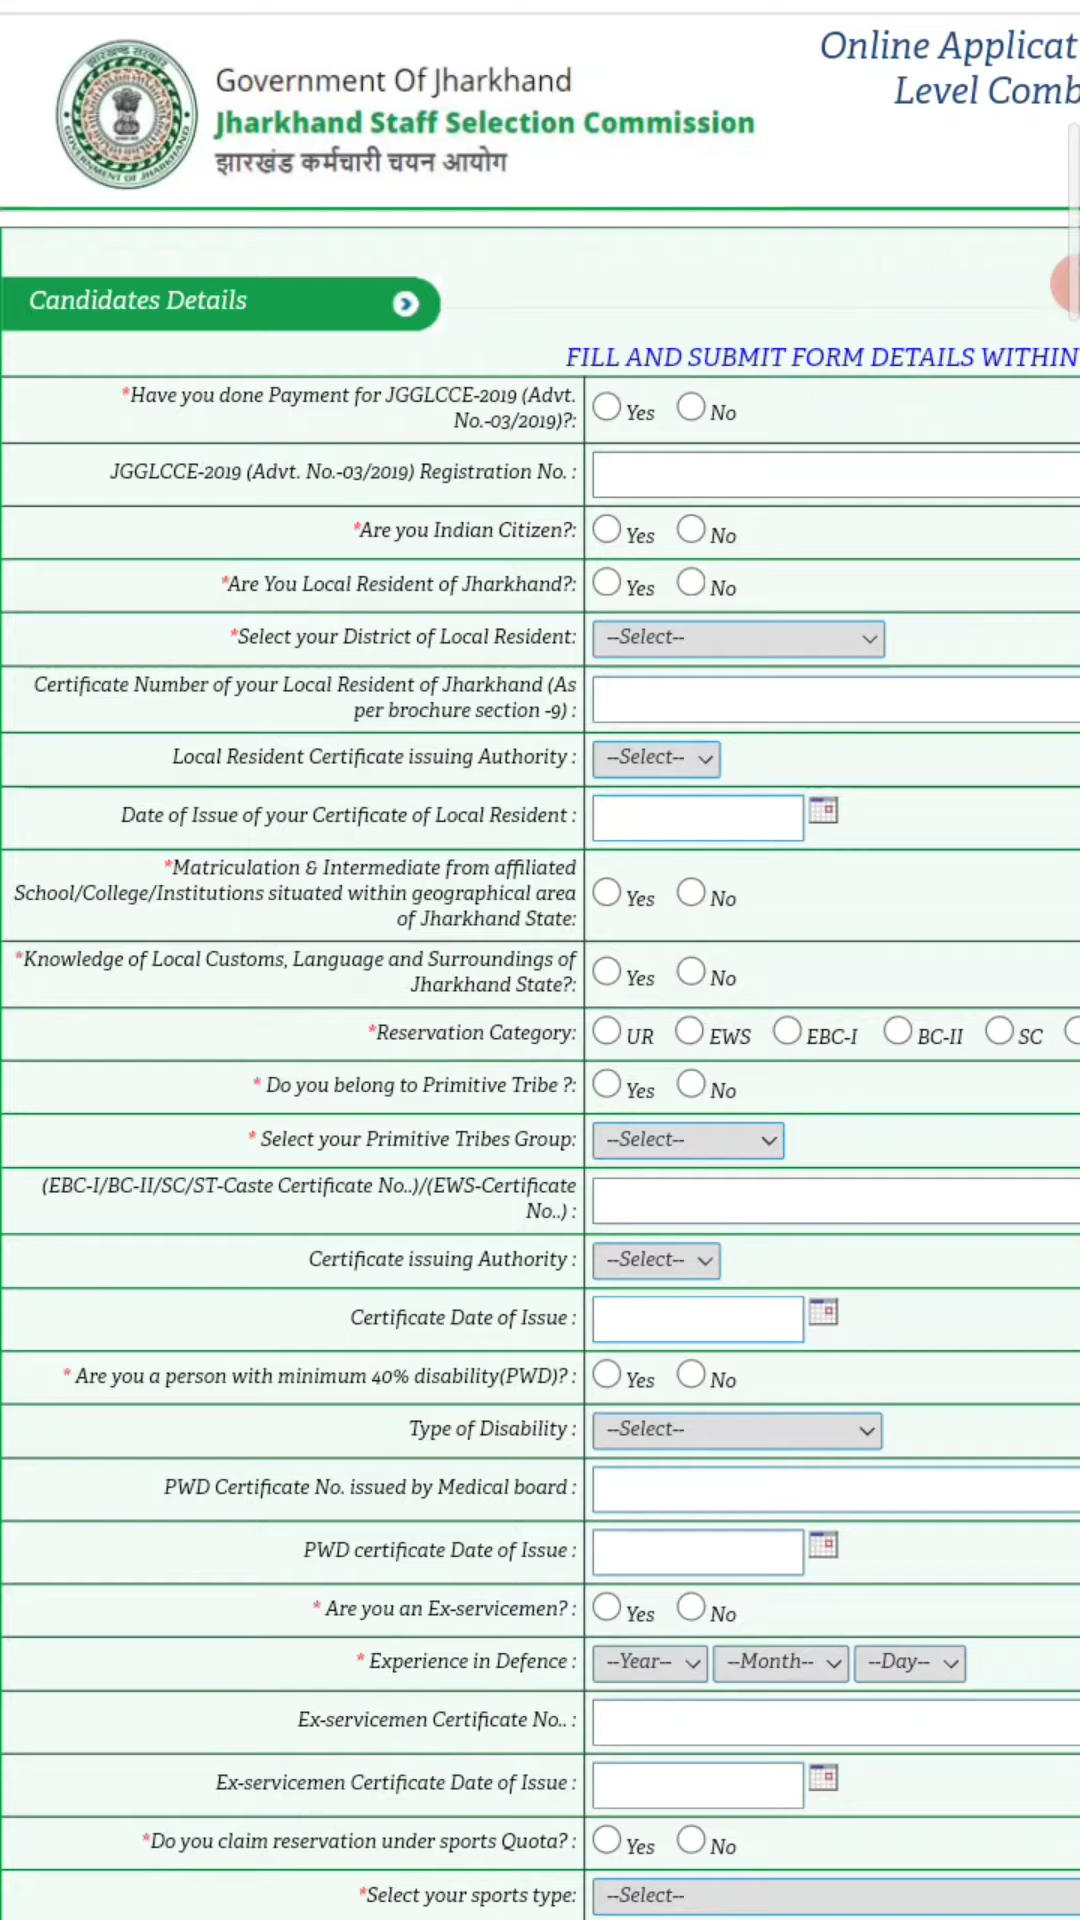 Online Applicat
Level Comb
Government Of Jharkhand
Jharkhand Staff Selection Commission
झारखंड कर्मचारी चयन आयोग
Candidates Details
FILL AND SUBMIT FORM DETAILS WITHIN
*Have you done Payment for JGGLCCE-2019 (Advt.
No.-03/2019)?:
Yes No
JGGLCCE-2019 (Advt. No.-03/2019) Registration No. :
*Are you Indian Citizen?: Yes No
*Are You Local Resident of Jharkhand?: Yes No
*Select your District of Local Resident: --Select--
Certificate Number of your Local Resident of Jharkhand (As
per brochure section -9) :
Local Resident Certificate issuing Authority : --Select--
Date of Issue of your Certificate of Local Resident :
*Matriculation & Intermediate from affiliated
School/College/Institutions situated within geographical area
of Jharkhand State:
Yes No
*Knowledge of Local Customs, Language and Surroundings of
Jharkhand State?:
Yes No
*Reservation Category: UR EWS EBC-I BC-II SC
* Do you belong to Primitive Tribe ?: Yes No
* Select your Primitive Tribes Group: --Select--
(EBC-I/BC-II/SC/ST-Caste Certificate No..)/(EWS-Certificate
No..) :
Certificate issuing Authority : --Select--
Certificate Date of Issue :
* Are you a person with minimum 40% disability(PWD)? : Yes No
Type of Disability : --Select--
PWD Certificate No. issued by Medical board :
PWD certificate Date of Issue :
* Are you an Ex-servicemen? : Yes No
* Experience in Defence : --Year-- --Month-- --Day--
Ex-servicemen Certificate No.. :
Ex-servicemen Certificate Date of Issue :
*Do you claim reservation under sports Quota? : Yes No
*Select your sports type: --Select--